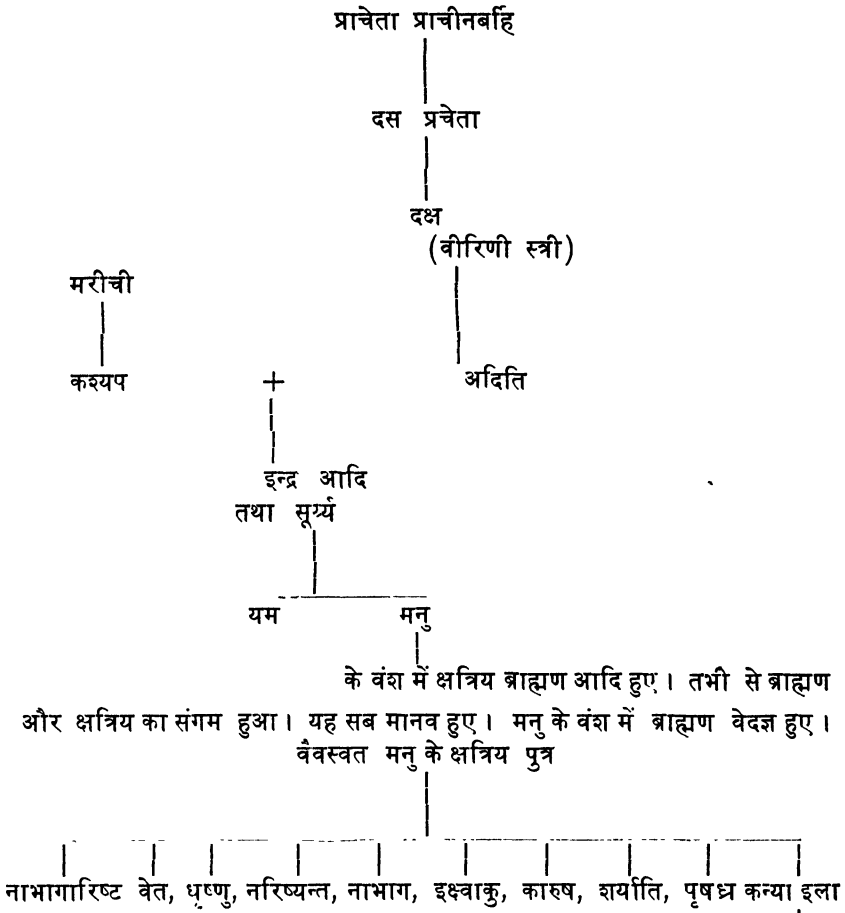 प्राचेता प्राचीनबर्हि
दस प्रचेता
दक्ष
(वीरिणी स्त्री)
मरीची
कश्यप + अदिति
इन्द्र आदि
तथा सूर्य्य
यम मनु
के वंश में क्षत्रिय ब्राह्मण आदि हुए। तभी से ब्राह्मण
और क्षत्रिय का संगम हुआ। यह सब मानव हुए। मनु के वंश में ब्राह्मण वेदज्ञ हुए।
वैवस्वत मनु के क्षत्रिय पुत्र
नाभागारिष्ट वेत, धृष्णु, नरिष्यन्त, नाभाग, इक्ष्वाकु, कारुष, शर्याति, पृषध्र कन्या इला